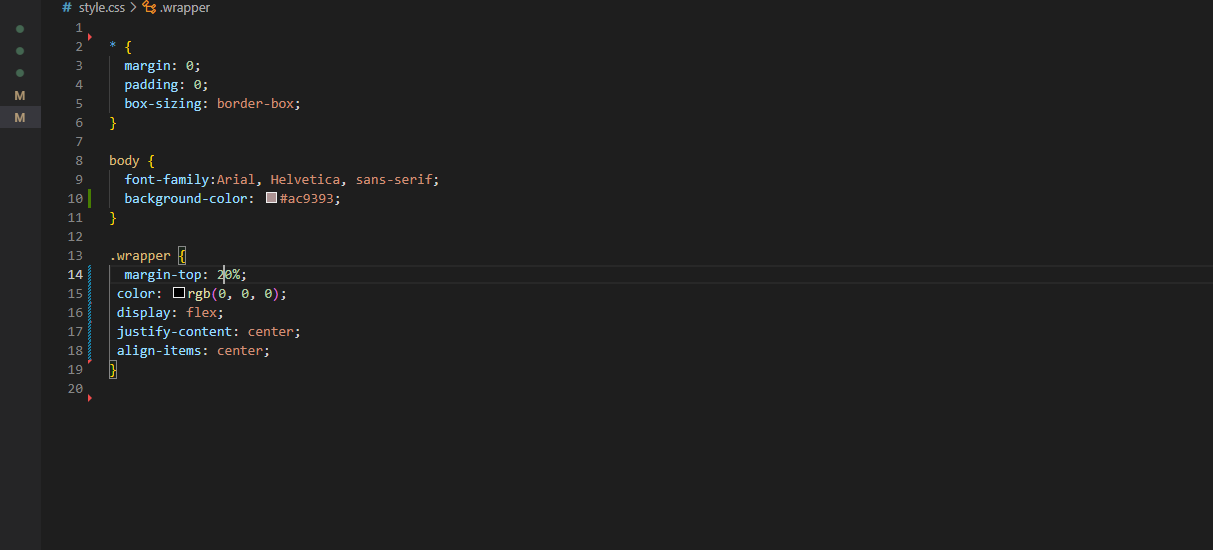 # style.css > .wrapper
1
2 * {
3 margin: 0;
4 padding: 0;
5 box-sizing: border-box;
6 }
7
8 body {
9 font-family:Arial, Helvetica, sans-serif;
10 background-color: #ac9393;
11 }
12
13 .wrapper {
M
14 margin-top: 20%;
M
15 color: rgb(0, 0, 0);
16 display: flex;
17 justify-content: center;
18 align-items: center;
19 }
20